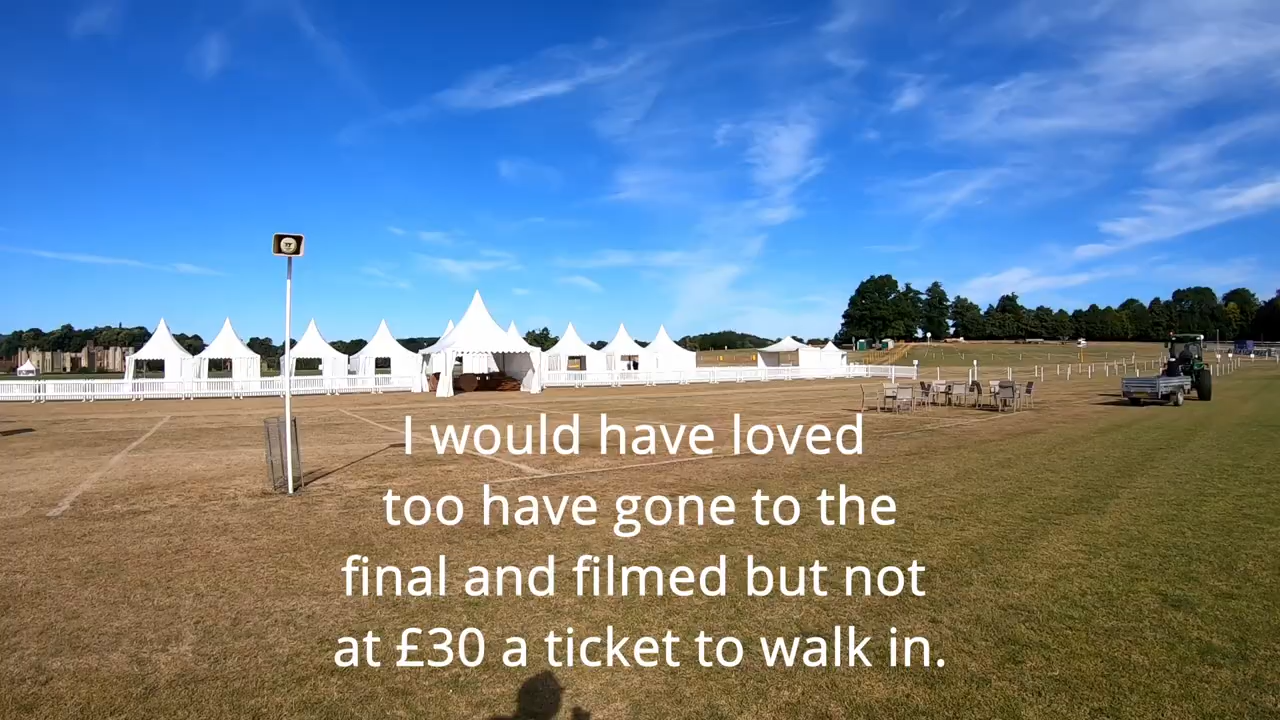 I would have loved
too have gone to the
final and filmed but not
at £30 a ticket to walk in.